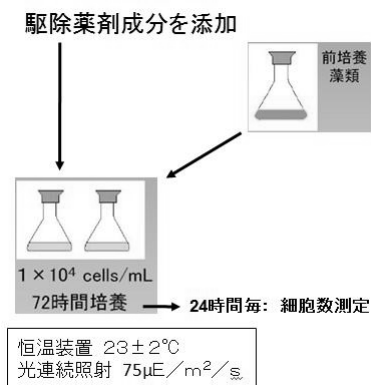 駆除薬剤成分を添加
前培養
藻類
1×10⁴ cells/mL
72時間培養
24時間毎: 細胞数測定
恒温装置 23±2℃
光連続照射 75μE/m²/s